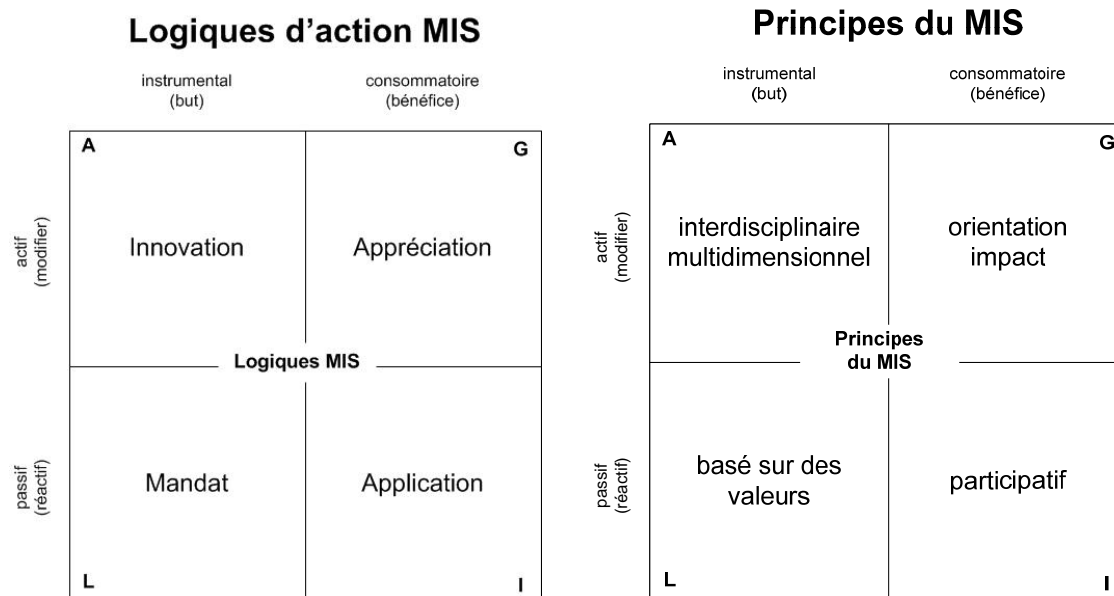 Logiques d'action MIS
instrumental
(but)
consommatoire
(bénéfice)
actif
(modifier)
A
G
Innovation
Appréciation
Logiques MIS
passif
(réactif)
Mandat
Application
L
I
Principes du MIS
instrumental
(but)
consommatoire
(bénéfice)
actif
(modifier)
A
G
interdisciplinaire
multidimensionnel
orientation
impact
Principes
du MIS
passif
(réactif)
basé sur des
valeurs
participatif
L
I